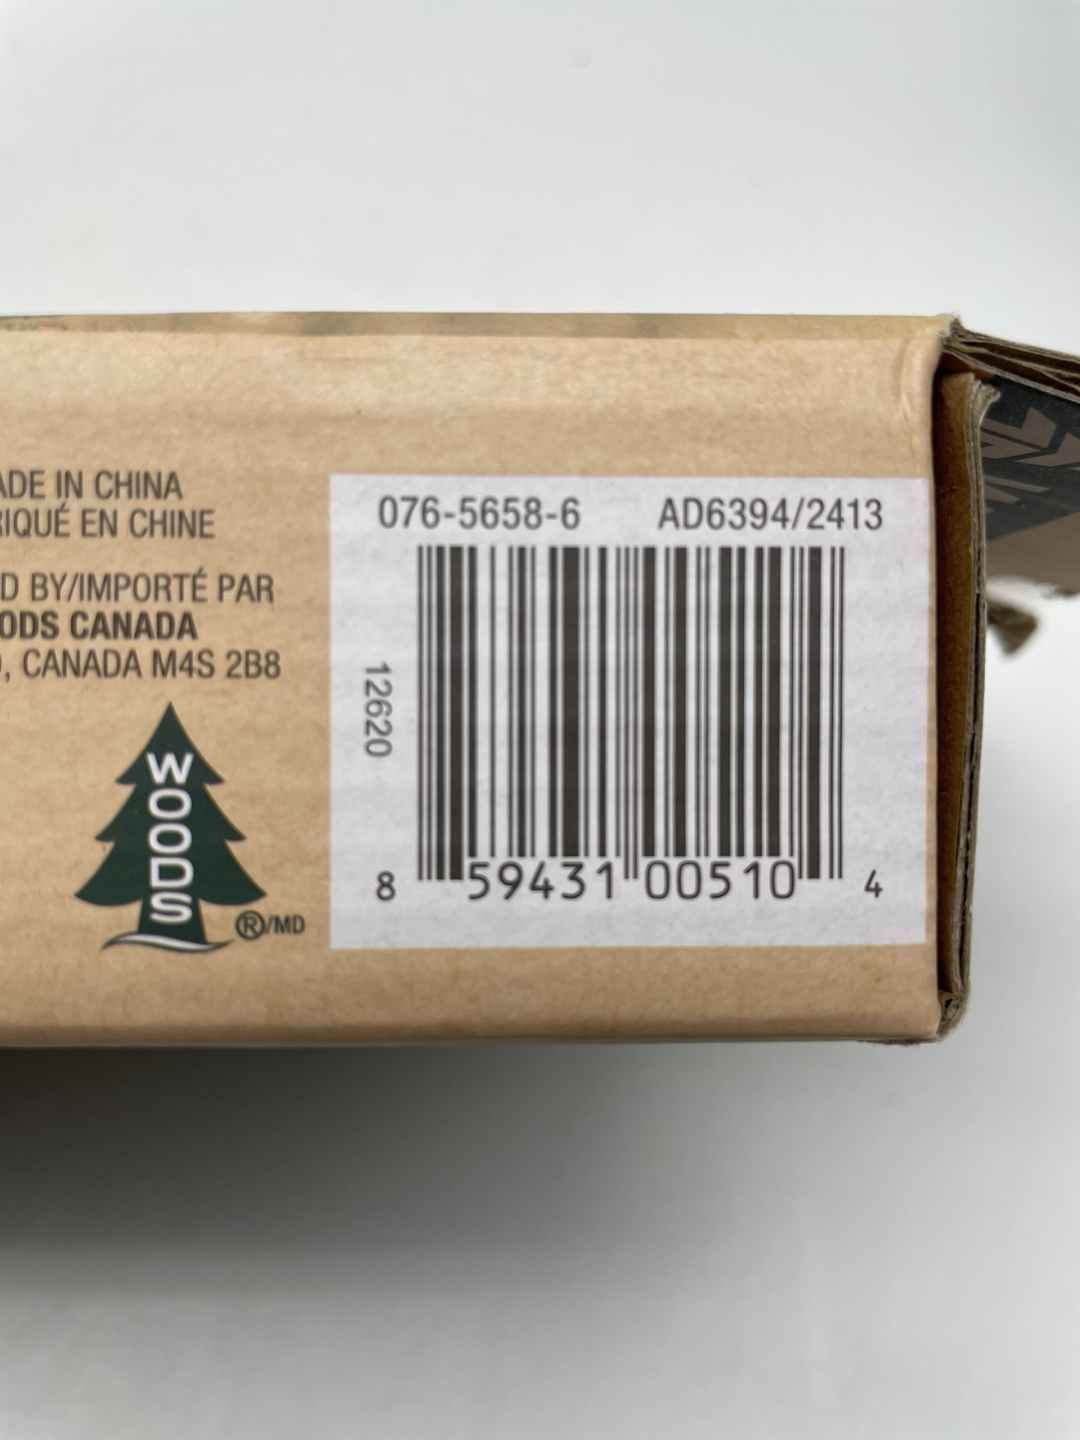 ADE IN CHINA
RIQUÉ EN CHINE
D BY/IMPORTÉ PAR
ODS CANADA
, CANADA M4S 2B8
WOODS
®/MD
076-5658-6 AD6394/2413
12620
8 59431 00510 4